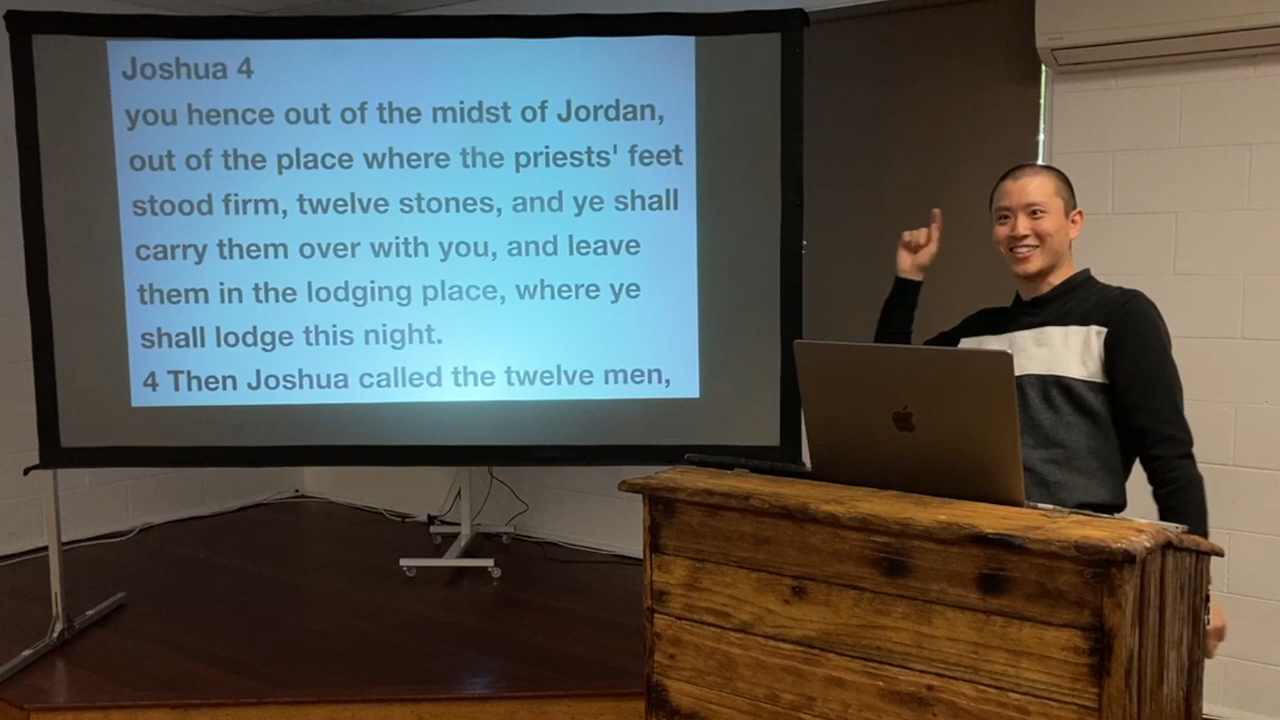 Joshua 4
you hence out of the midst of Jordan,
out of the place where the priests' feet
stood firm, twelve stones, and ye shall
carry them over with you, and leave
them in the lodging place, where ye
shall lodge this night.
4 Then Joshua called the twelve men,